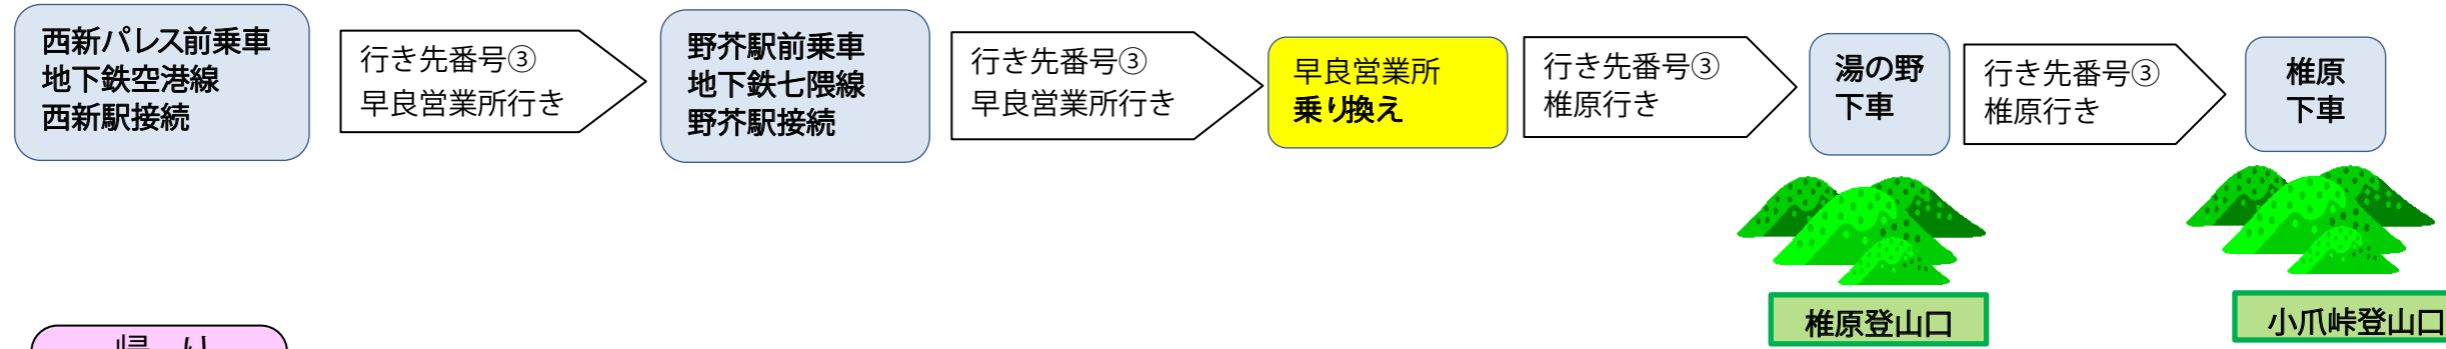 西新パレス前乗車
地下鉄空港線
西新駅接続
行き先番号③
早良営業所行き
野芥駅前乗車
地下鉄七隈線
野芥駅接続
行き先番号③
早良営業所行き
早良営業所
乗り換え
行き先番号③
椎原行き
湯の野
下車
行き先番号③
椎原行き
椎原
下車
椎原登山口
小爪峠登山口
帰 り